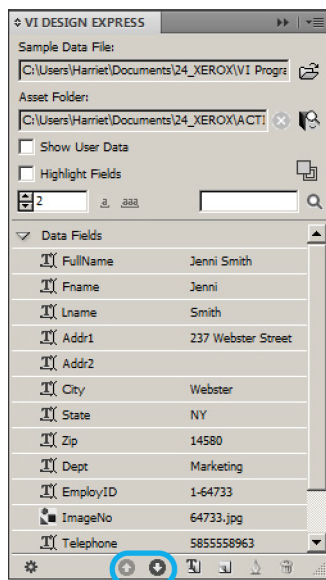 VI DESIGN EXPRESS
Sample Data File:
C:\Users\Harriet\Documents\24_XEROX\VI Progra
Asset Folder:
C:\Users\Harriet\Documents\24_XEROX\ACTI
Show User Data
Highlight Fields
2 a aaa
Data Fields
FullName Jenni Smith
Fname Jenni
Lname Smith
Addr1 237 Webster Street
Addr2
City Webster
State NY
Zip 14580
Dept Marketing
EmployID 1-64733
ImageNo 64733.jpg
Telephone 5855558963